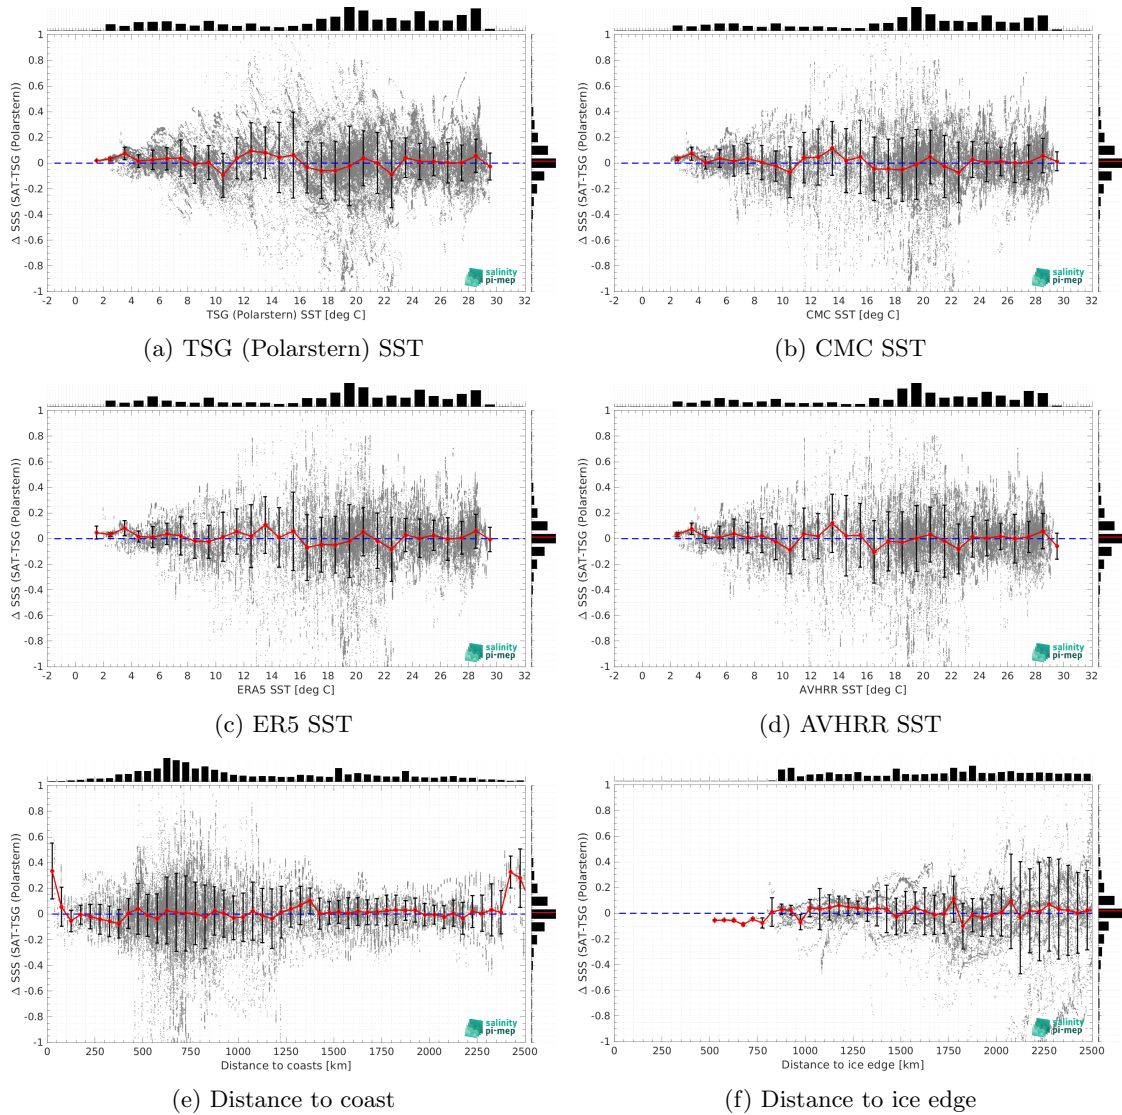 1
0.8
0.6
0.4
0.2
0
-0.2
-0.4
-0.6
-0.8
-1
Δ SSS (SAT-TSG (Polarstern))
salinity
pi-mep
-2 0 2 4 6 8 10 12 14 16 18 20 22 24 26 28 30 32
TSG (Polarstern) SST [deg C]
(a) TSG (Polarstern) SST
1
0.8
0.6
0.4
0.2
0
-0.2
-0.4
-0.6
-0.8
-1
Δ SSS (SAT-TSG (Polarstern))
salinity
pi-mep
-2 0 2 4 6 8 10 12 14 16 18 20 22 24 26 28 30 32
CMC SST [deg C]
(b) CMC SST
1
0.8
0.6
0.4
0.2
0
-0.2
-0.4
-0.6
-0.8
-1
Δ SSS (SAT-TSG (Polarstern))
salinity
pi-mep
-2 0 2 4 6 8 10 12 14 16 18 20 22 24 26 28 30 32
ERA5 SST [deg C]
(c) ER5 SST
1
0.8
0.6
0.4
0.2
0
-0.2
-0.4
-0.6
-0.8
-1
Δ SSS (SAT-TSG (Polarstern))
salinity
pi-mep
-2 0 2 4 6 8 10 12 14 16 18 20 22 24 26 28 30 32
AVHRR SST [deg C]
(d) AVHRR SST
1
0.8
0.6
0.4
0.2
0
-0.2
-0.4
-0.6
-0.8
-1
Δ SSS (SAT-TSG (Polarstern))
salinity
pi-mep
0 250 500 750 1000 1250 1500 1750 2000 2250 2500
Distance to coasts [km]
(e) Distance to coast
1
0.8
0.6
0.4
0.2
0
-0.2
-0.4
-0.6
-0.8
-1
Δ SSS (SAT-TSG (Polarstern))
salinity
pi-mep
0 250 500 750 1000 1250 1500 1750 2000 2250 2500
Distance to ice edge [km]
(f) Distance to ice edge